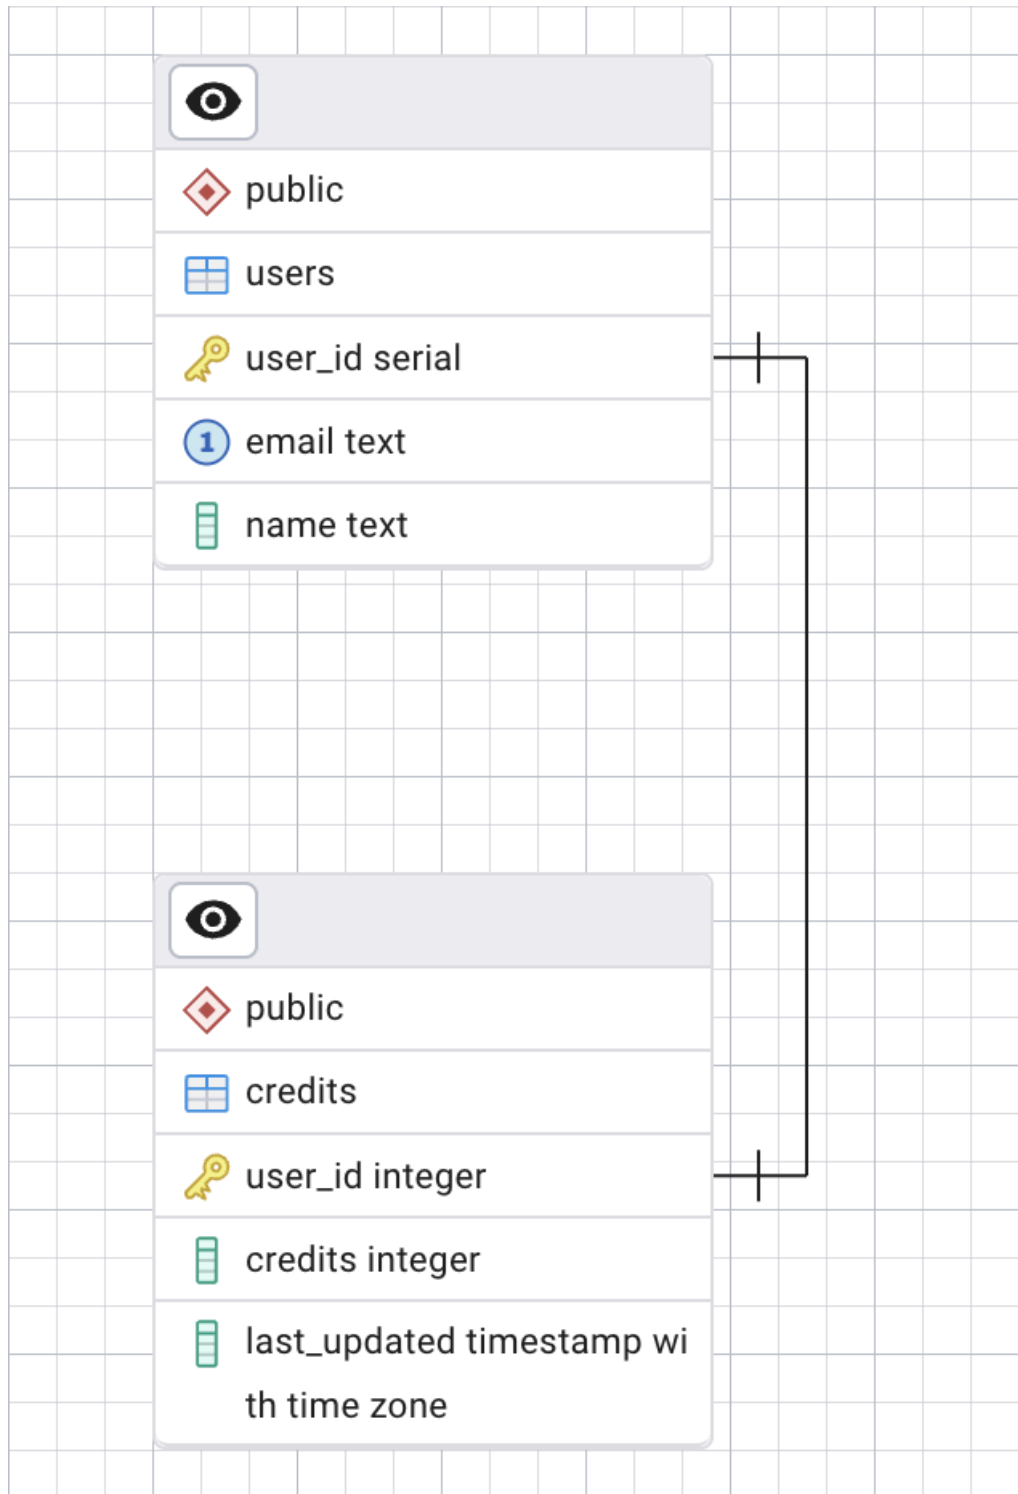 public
users
user_id serial
1
email text
name text
public
credits
user_id integer
credits integer
last_updated timestamp wi
th time zone